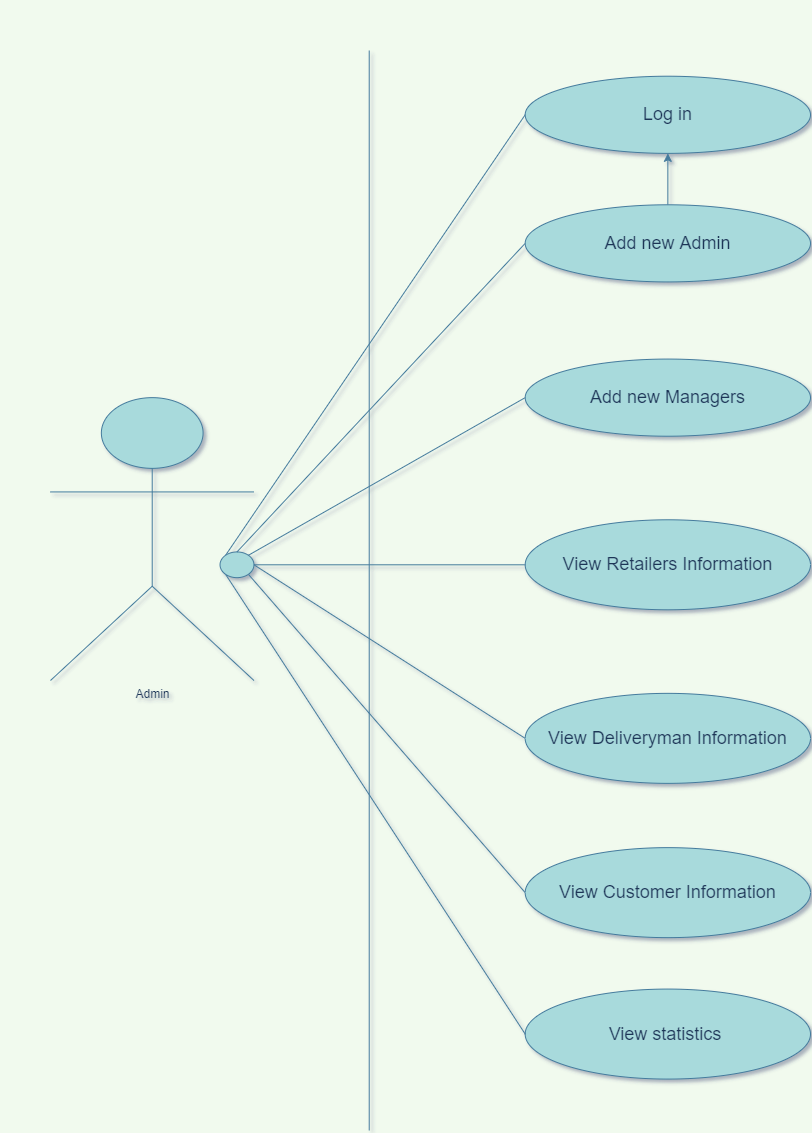 Log in
Add new Admin
Add new Managers
View Retailers Information
Admin
View Deliveryman Information
View Customer Information
View statistics